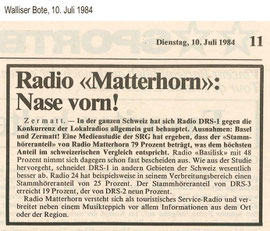 Walliser Bote, 10. Juli 1984
Dienstag, 10. Juli 1984 11
Radio «Matterhorn»:
Nase vorn!
Zermatt. — In der ganzen Schweiz hat sich Radio DRS-1 gegen die
Konkurrenz der Lokalradios allgemein gut behauptet. Ausnahmen: Basel
und Zermatt! Eine Medienstudie der SRG hat ergeben, dass der «Stamm-
höreranteil» von Radio Matterhorn 79 Prozent beträgt, was dem höchsten
Anteil im schweizerischen Vergleich entspricht. Radio «Basilisk» mit 48
Prozent nimmt sich dagegen schon fast bescheiden aus. Wie aus der Studie
hervorgeht, schneidet DRS-1 in andern Gebieten der Schweiz wesentlich
besser ab. Radio 24 hat beispielsweise in seinem Verbreitungsbereich einen
Stammhöreranteil von 25 Prozent. Der Stammhöreranteil von DRS-3
erreicht 19 Prozent, der von DRS-2 neun Prozent.
Radio Matterhorn versteht sich als touristisches Service-Radio und ver-
breitet neben einem Musikteppich vor allem Informationen aus dem Ort
oder der Region.